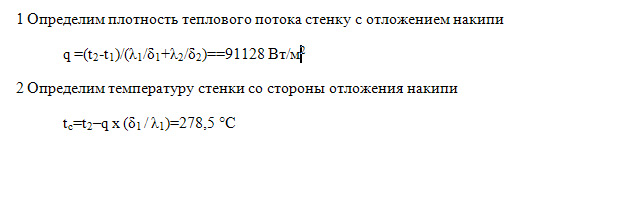 1 Определим плотность теплового потока стенку с отложением накипи
q =(t₂-t₁)/(λ₁/δ₁+λ₂/δ₂)==91128 Вт/м²
2 Определим температуру стенки со стороны отложения накипи
tс=t₂–q x (δ₁ / λ₁)=278,5 °C